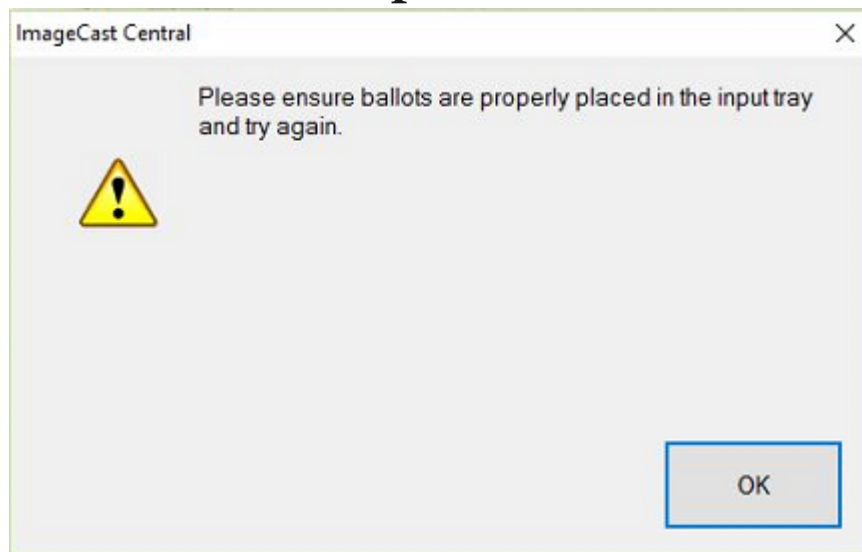 ImageCast Central
Please ensure ballots are properly placed in the input tray
and try again.
OK